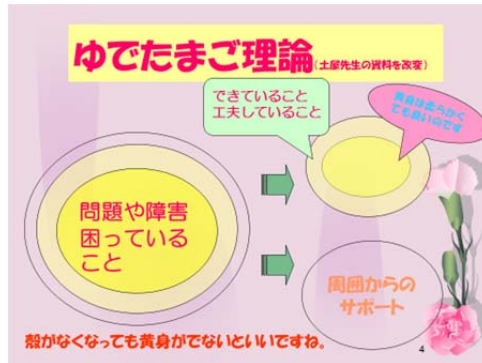 ゆでたまご理論(土屋先生の資料を改変)
できていること
工夫していること
黄身は柔らかく
ても良いのです
問題や障害
困っている
こと
周囲からの
サポート
殻がなくなっても黄身がでないといいですね。
4